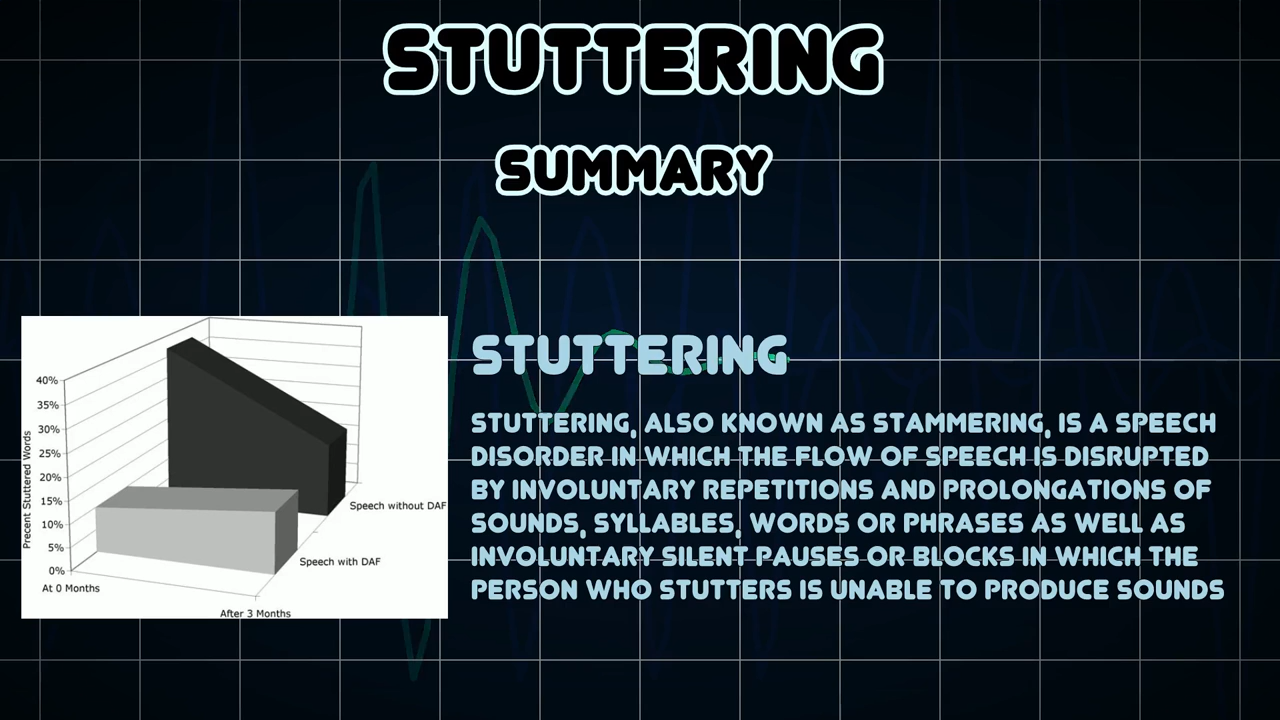 STUTTERING
SUMMARY
40%
35%
30%
25%
20%
15%
10%
5%
0%
Precent Stuttered Words
At 0 Months
After 3 Months
Speech with DAF
Speech without DAF
STUTTERING
STUTTERING, ALSO KNOWN AS STAMMERING, IS A SPEECH
DISORDER IN WHICH THE FLOW OF SPEECH IS DISRUPTED
BY INVOLUNTARY REPETITIONS AND PROLONGATIONS OF
SOUNDS, SYLLABLES, WORDS OR PHRASES AS WELL AS
INVOLUNTARY SILENT PAUSES OR BLOCKS IN WHICH THE
PERSON WHO STUTTERS IS UNABLE TO PRODUCE SOUNDS